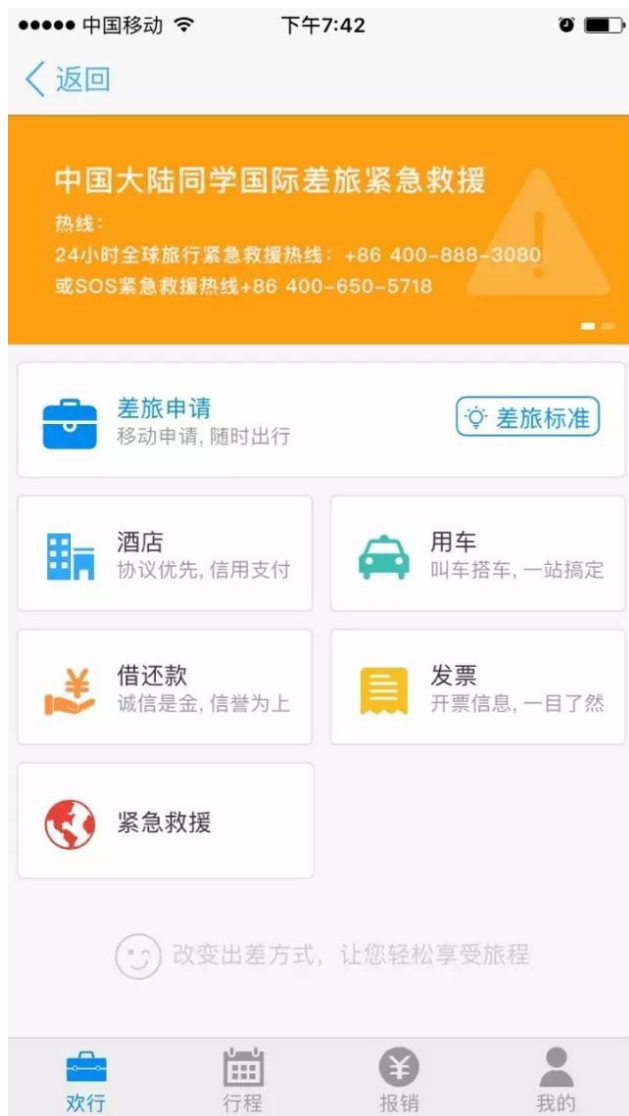 中国移动 下午7:42
返回
中国大陆同学国际差旅紧急救援
热线:
24小时全球旅行紧急救援热线: +86 400-888-3080
或SOS紧急救援热线+86 400-650-5718
差旅申请
移动申请, 随时出行
差旅标准
酒店
协议优先, 信用支付
用车
叫车搭车, 一站搞定
借还款
诚信是金, 信誉为上
发票
开票信息, 一目了然
紧急救援
改变出差方式, 让您轻松享受旅程
欢行 行程 报销 我的